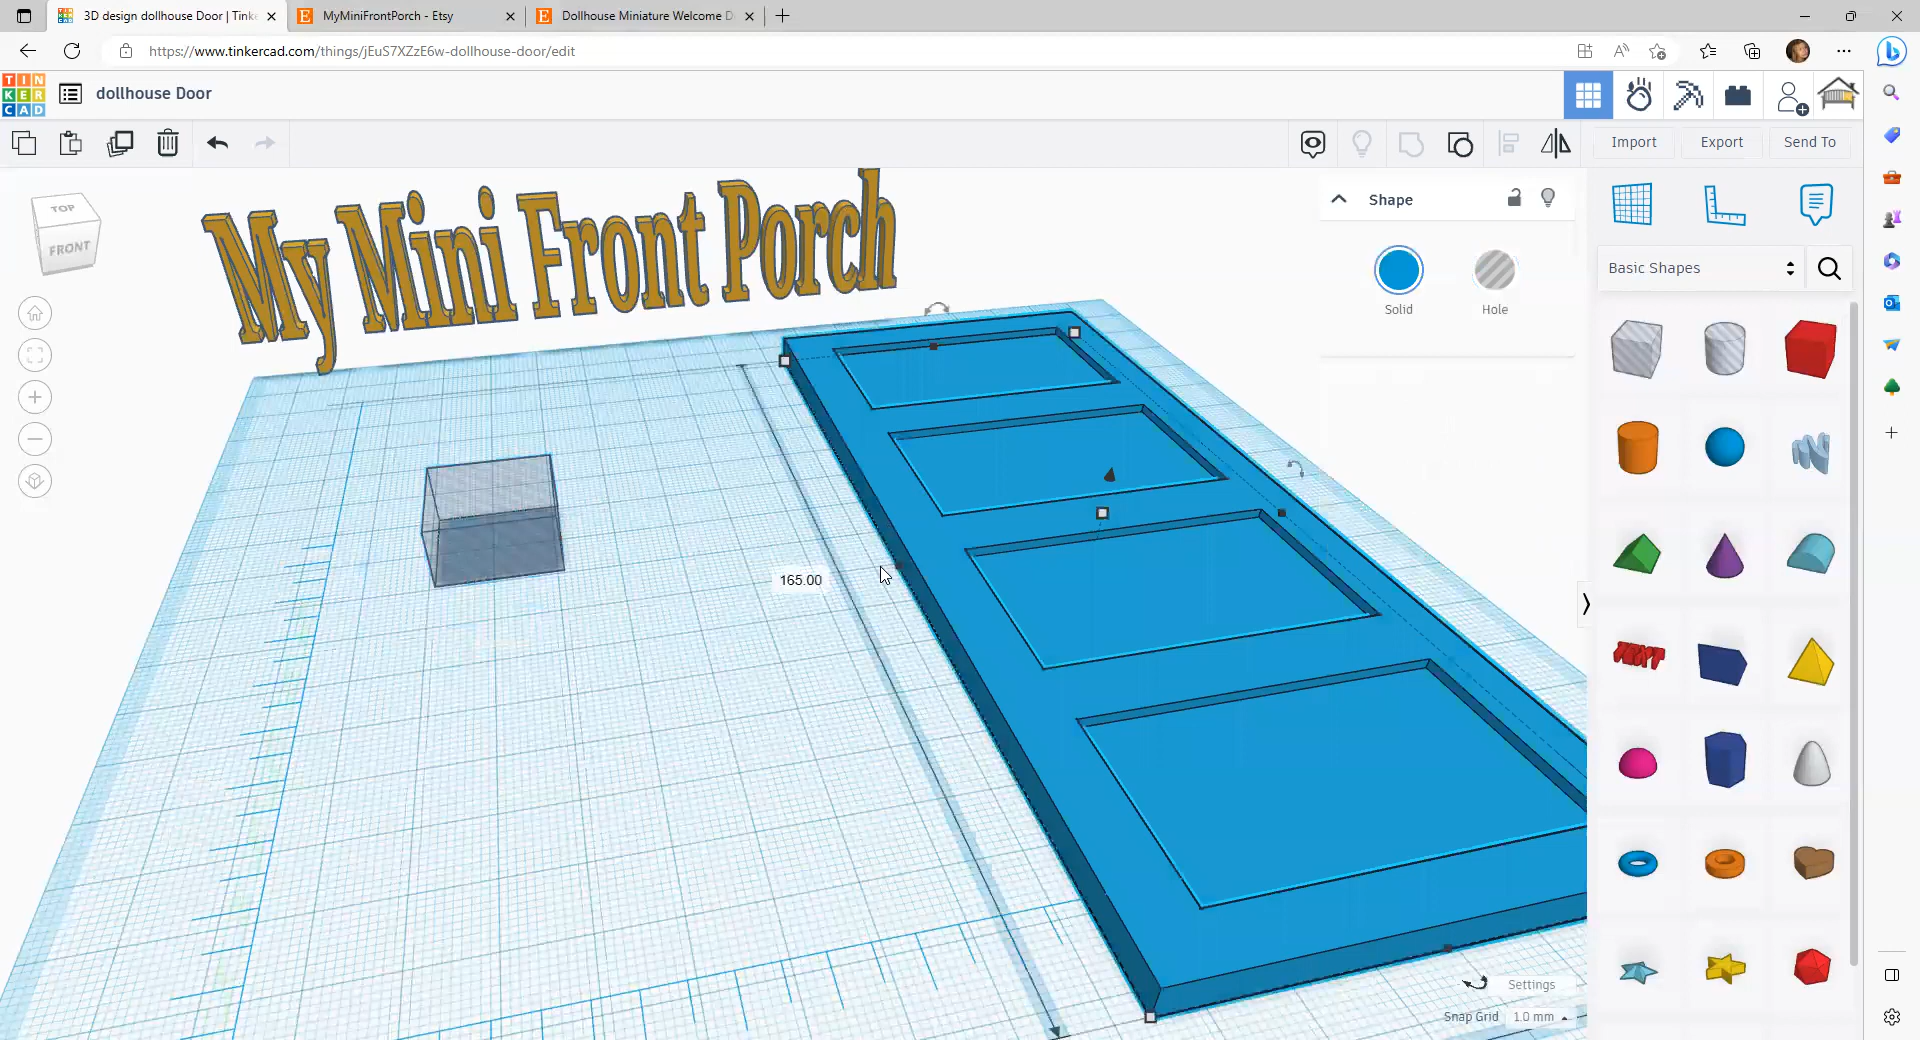 3D design dollhouse Door | Tinke
MyMiniFrontPorch - Etsy
Dollhouse Miniature Welcome D
https://www.tinkercad.com/things/jEuS7XZzE6w-dollhouse-door/edit
TIN
KER
CAD
dollhouse Door
Import
Export
Send To
TOP
FRONT
My Mini Front Porch
Shape
Solid
Hole
Basic Shapes
165.00
TEXT
Settings
Snap Grid 1.0 mm